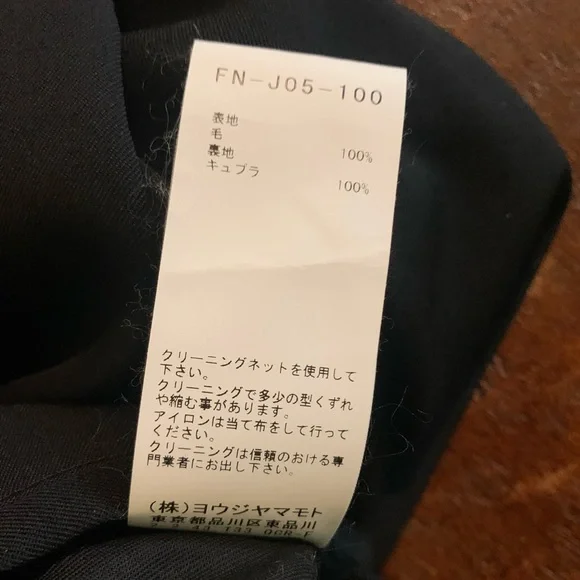 FN-J05-100
表地
毛 100%
裏地
キュプラ 100%
クリーニングネットを使用して
下さい。
クリーニングで多少の型くずれ
や縮む事があります。
アイロンは当て布をして行って
ください。
クリーニングは信頼のおける専
門業者にお出し下さい。
(株)ヨウジヤマモト
東京都品川区東品川